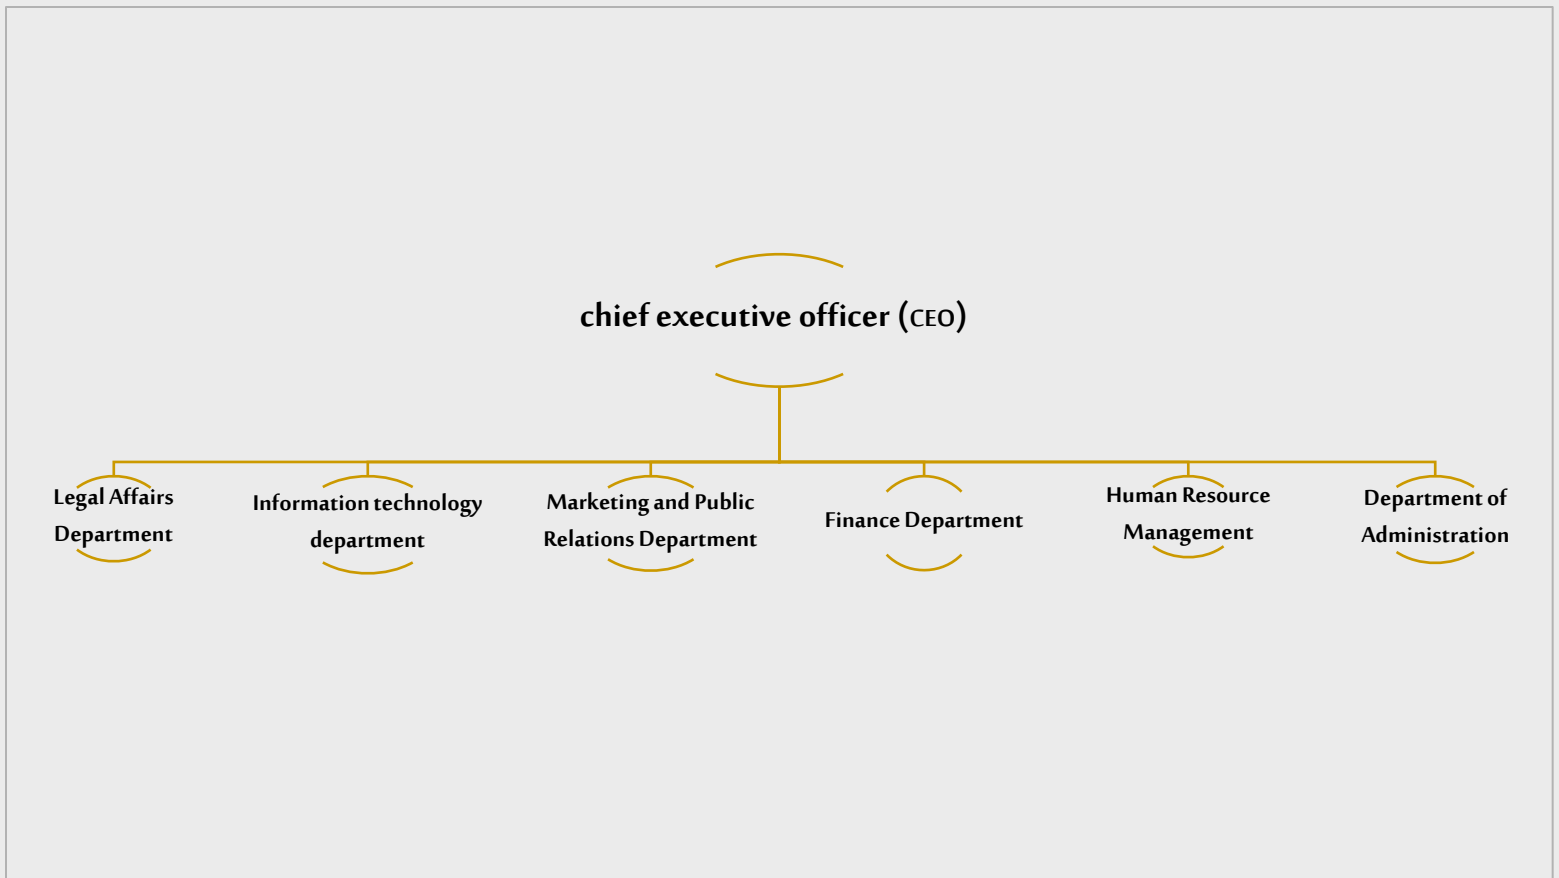 chief executive officer (CEO)
Legal Affairs
Department
Information technology
department
Marketing and Public
Relations Department
Finance Department
Human Resource
Management
Department of
Administration